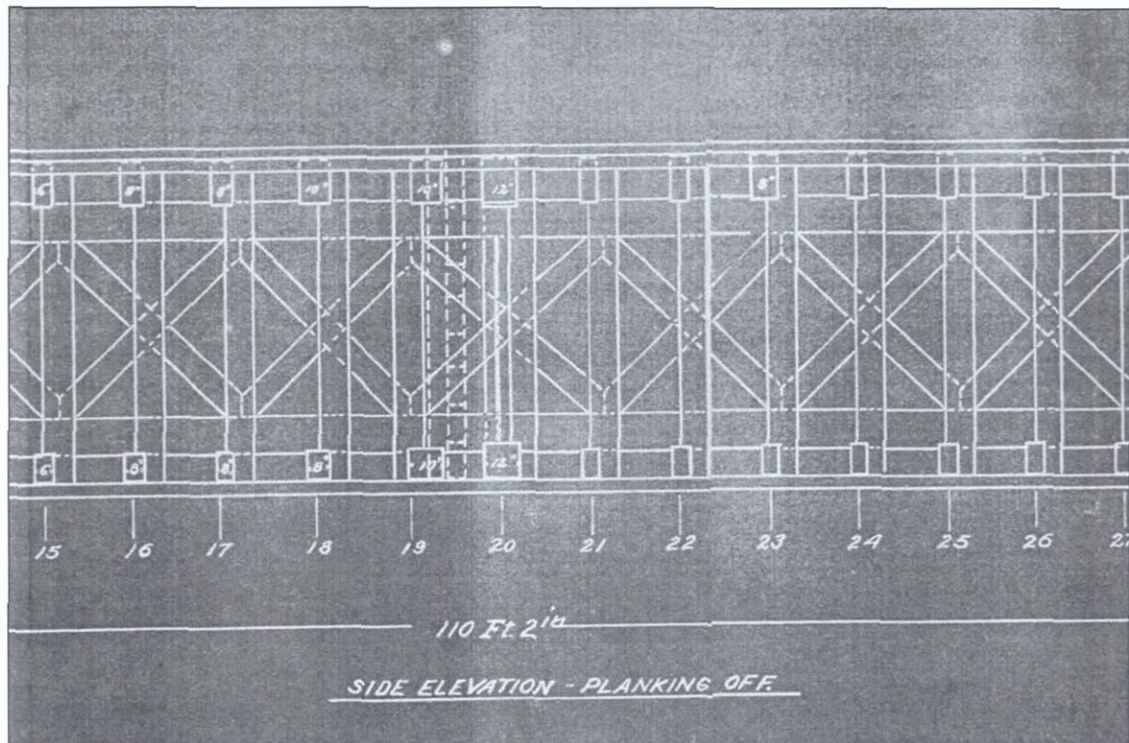 6" 8" 8" 10" 10" 12" 8"
6" 8" 8" 8" 10" 12"
15 16 17 18 19 20 21 22 23 24 25 26 27
110 Ft. 2 in
SIDE ELEVATION - PLANKING OFF.